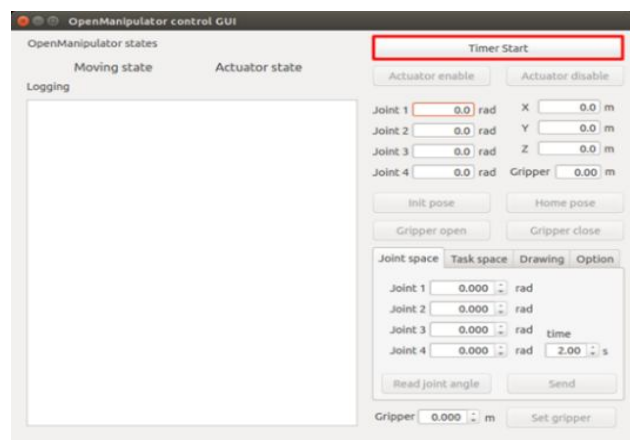 OpenManipulator control GUI
OpenManipulator states
Moving state Actuator state
Logging
Timer Start
Actuator enable Actuator disable
Joint 1 0.0 rad X 0.0 m
Joint 2 0.0 rad Y 0.0 m
Joint 3 0.0 rad Z 0.0 m
Joint 4 0.0 rad Gripper 0.00 m
Init pose Home pose
Gripper open Gripper close
Joint space Task space Drawing Option
Joint 1 0.000 rad
Joint 2 0.000 rad
Joint 3 0.000 rad time
Joint 4 0.000 rad 2.00 s
Read joint angle Send
Gripper 0.000 m Set gripper